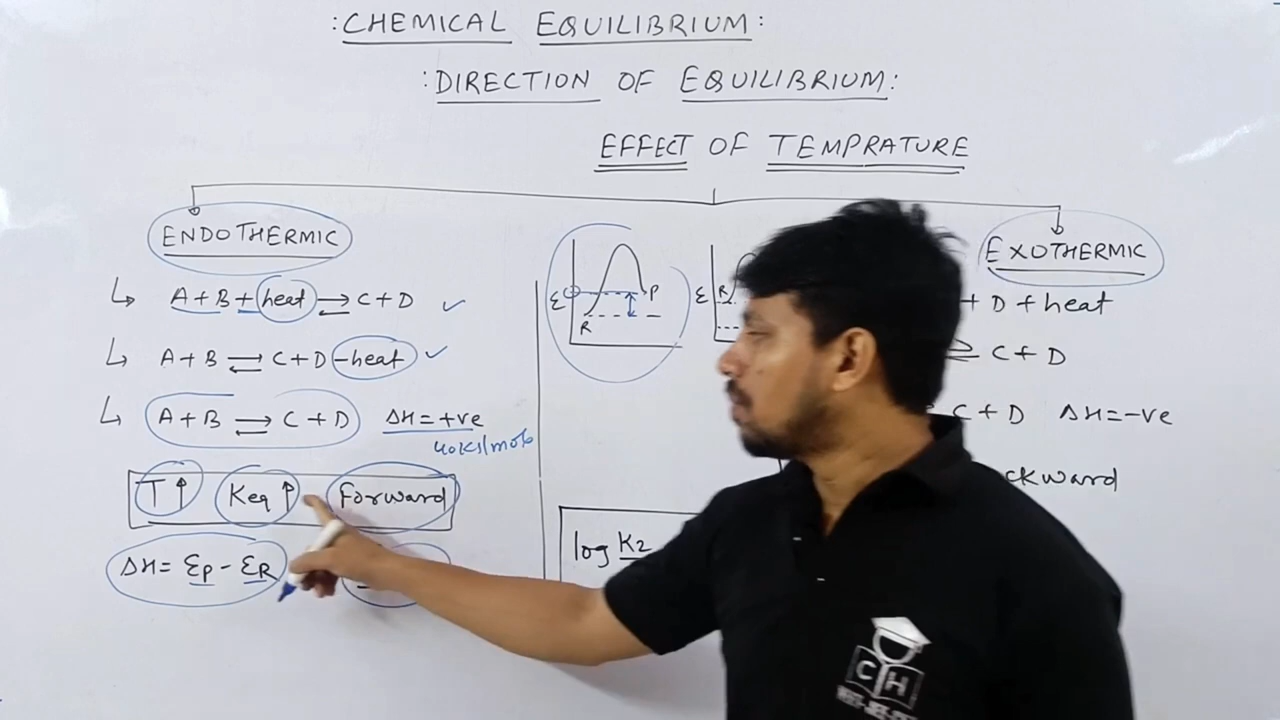 : CHEMICAL EQUILIBRIUM :
: DIRECTION OF EQUILIBRIUM :
EFFECT OF TEMPRATURE
ENDOTHERMIC
↳ A + B + heat ⇌ C + D ✓
↳ A + B ⇌ C + D - heat ✓
↳ A + B ⇌ C + D ΔH = +ve
40KJ/mole
T ↑ Keq ↑ Forward
ΔH = Ep - ER
E R P
E R
EXOTHERMIC
+ D + heat
⇌ C + D
C + D ΔH = -ve
ckward
log K2
C H